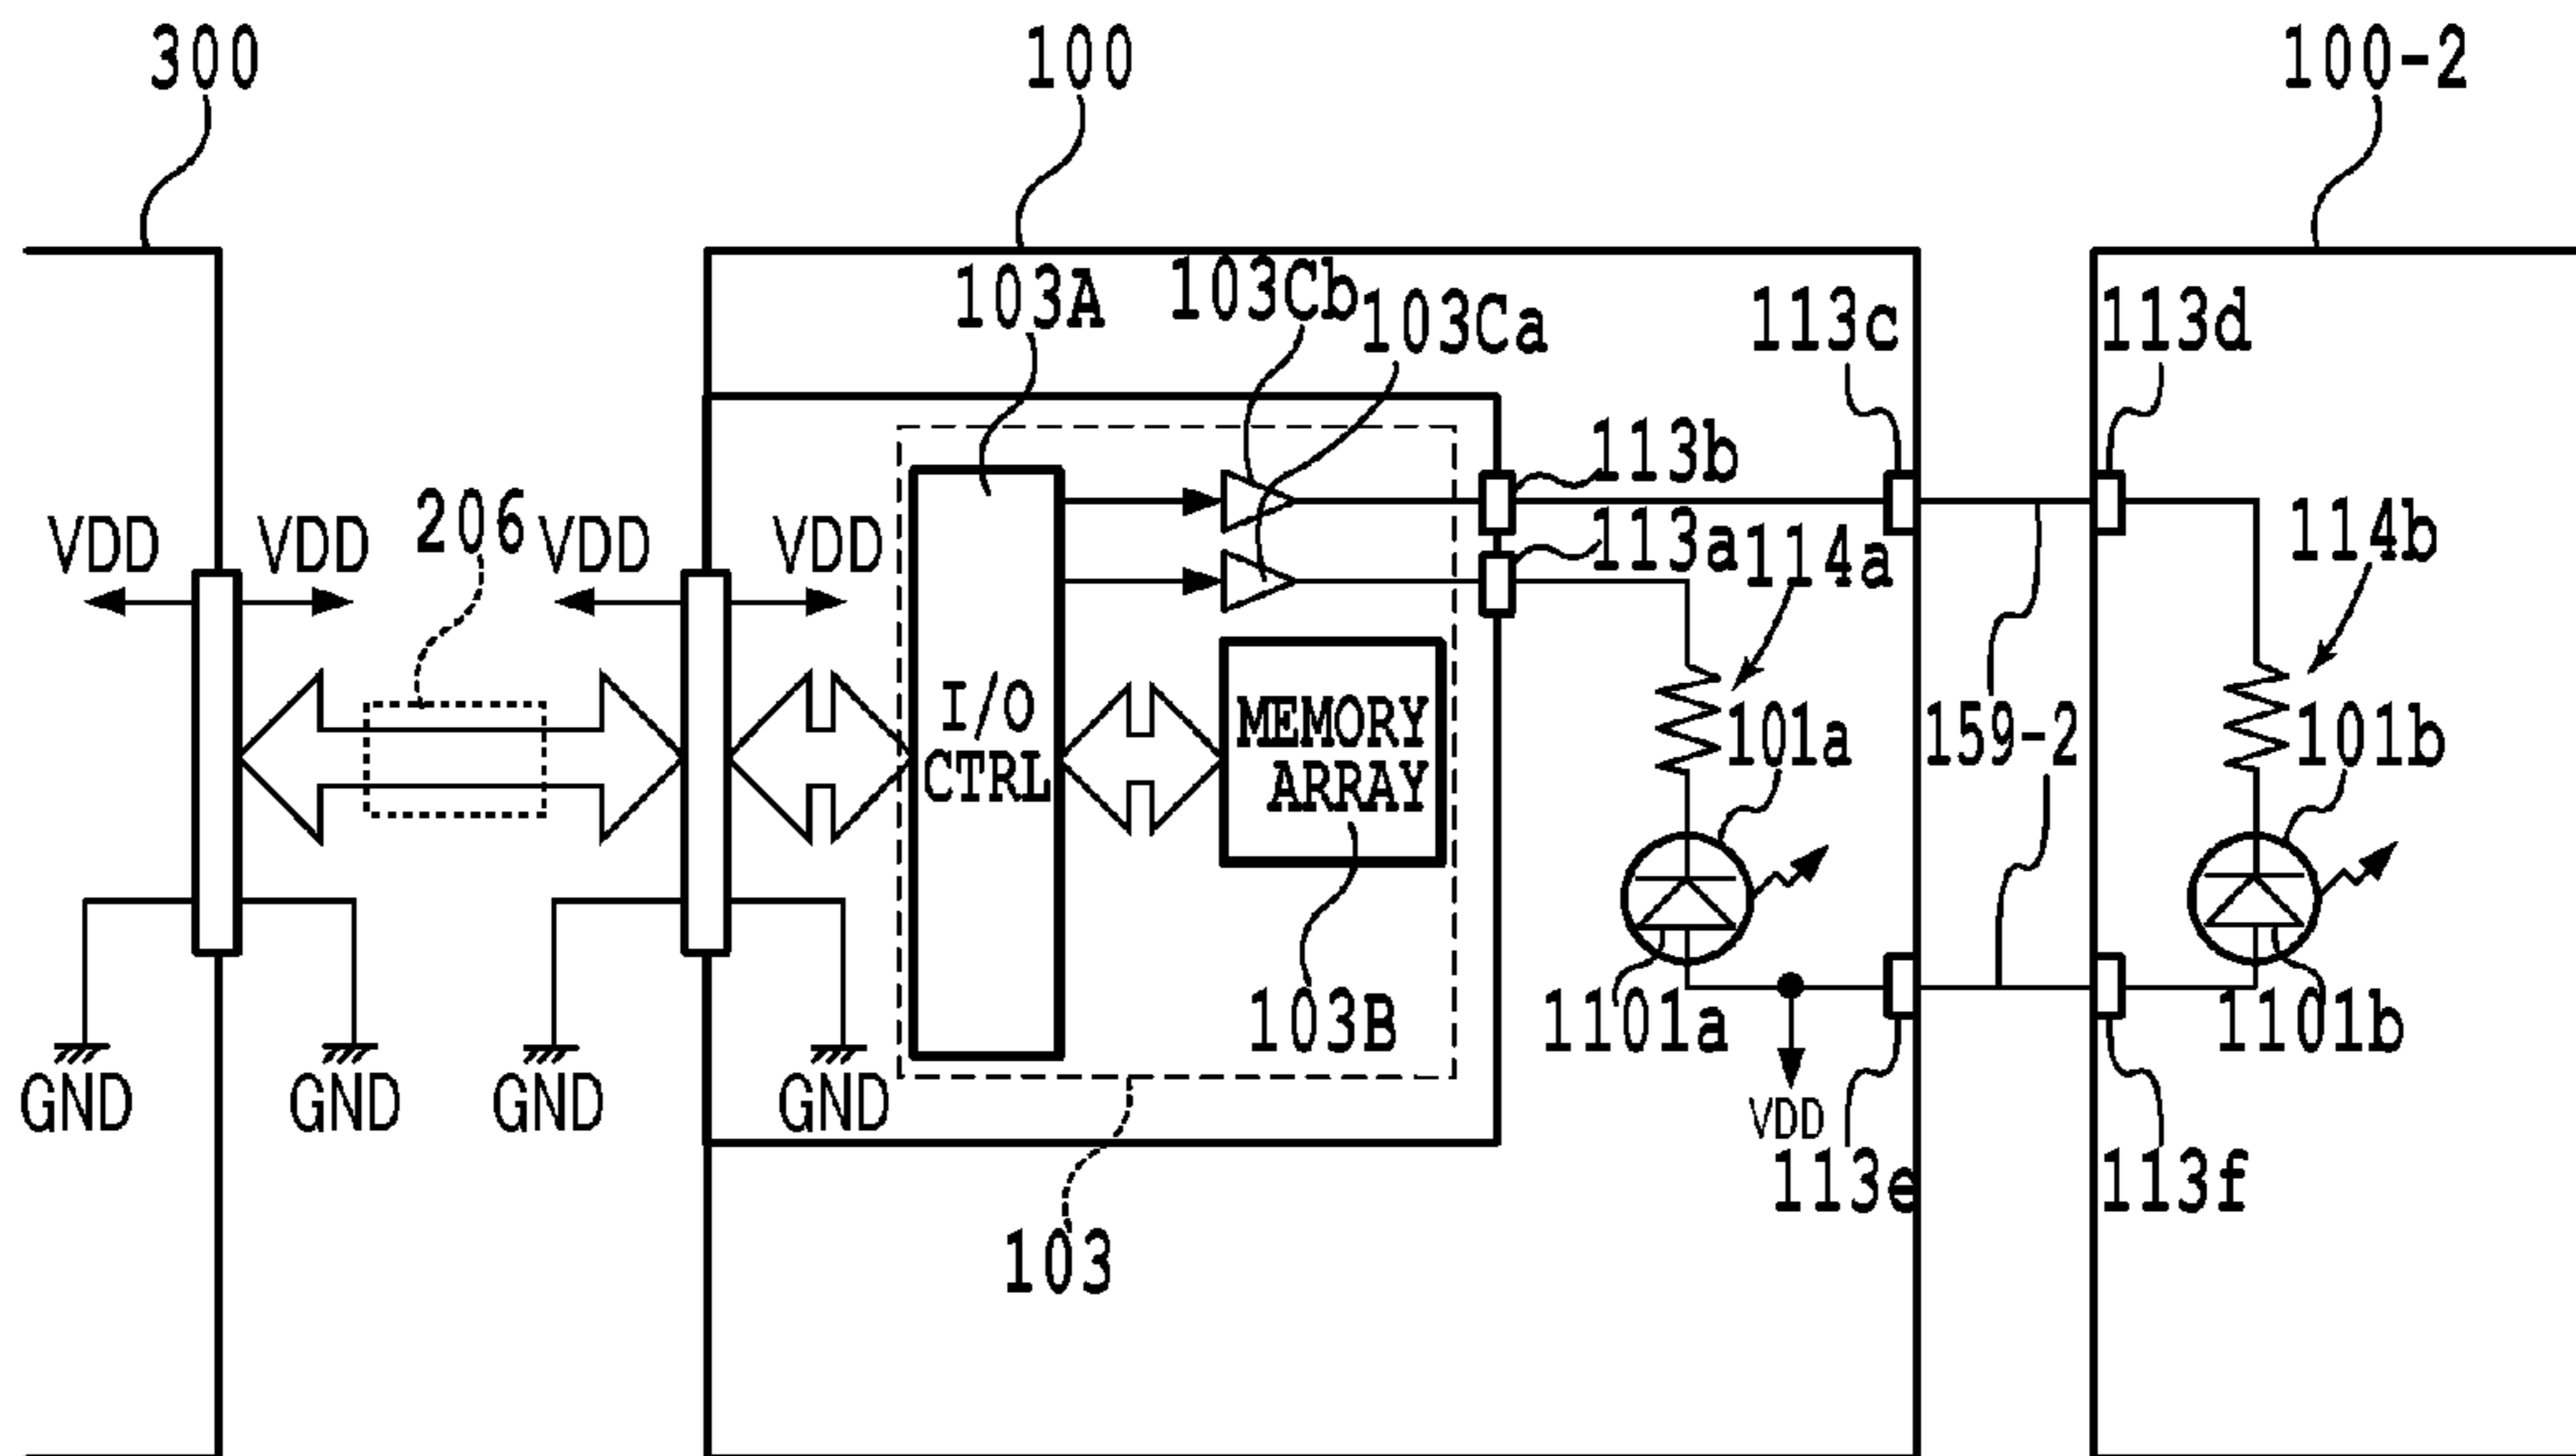 300
100
100-2
103A
103Cb
103Ca
113c
113d
113b
113a
114a
114b
VDD
VDD
206
VDD
VDD
I/O
CTRL
MEMORY
ARRAY
101a
159-2
101b
103B
1101a
1101b
GND
GND
GND
GND
VDD
113e
113f
103